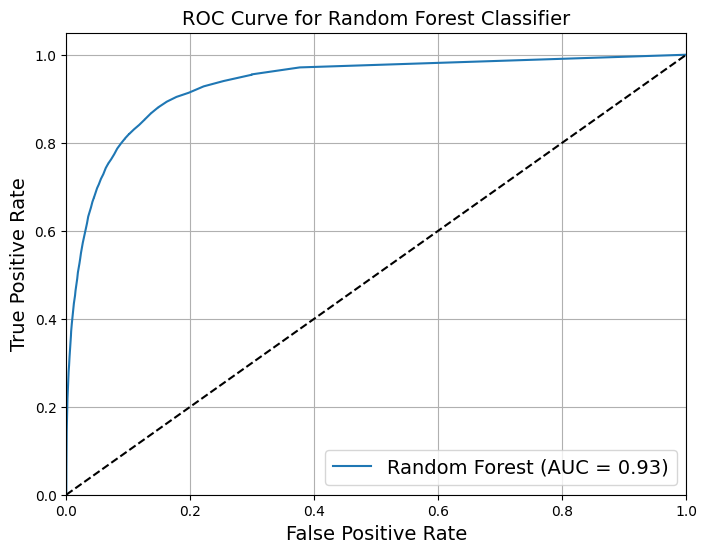 ROC Curve for Random Forest Classifier
True Positive Rate
1.0
0.8
0.6
0.4
0.2
0.0
Random Forest (AUC = 0.93)
0.0 0.2 0.4 0.6 0.8 1.0
False Positive Rate